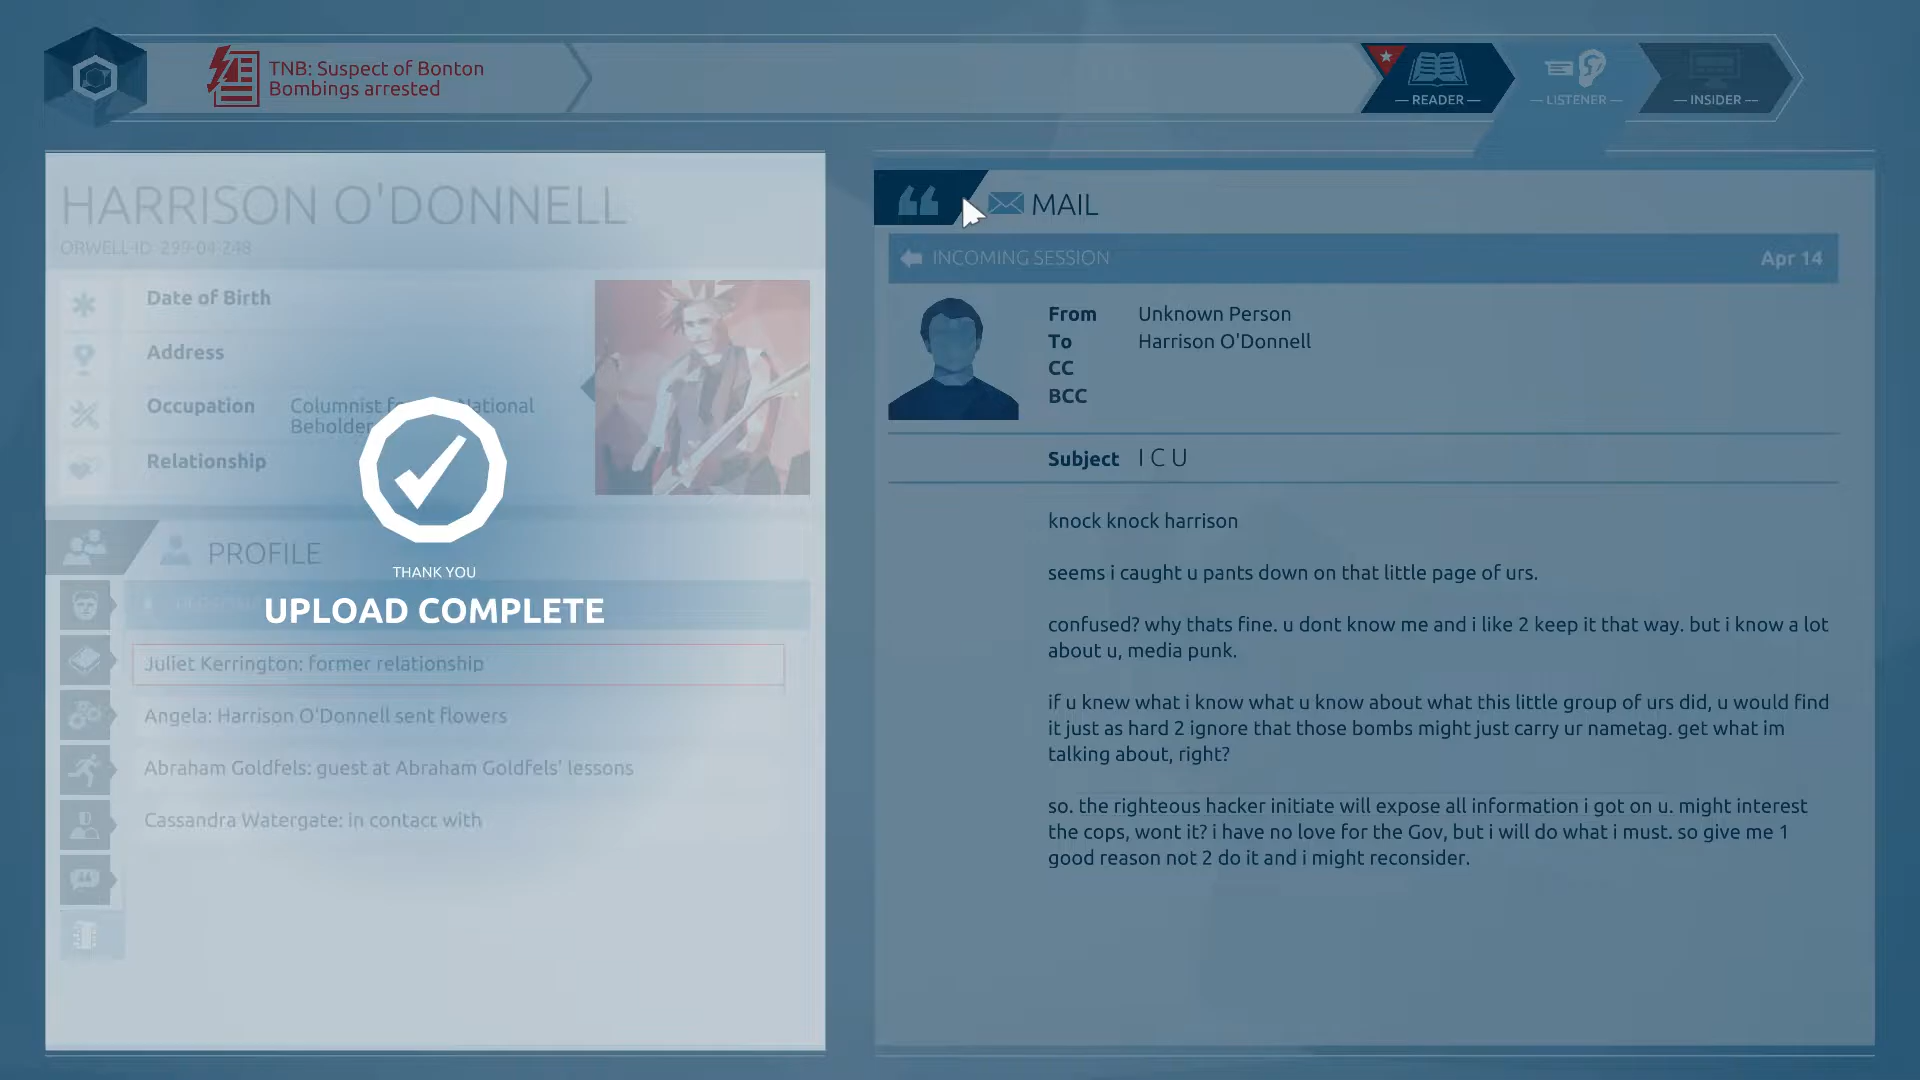 TNB: Suspect of Bonton
Bombings arrested
— READER —
— LISTENER —
— INSIDER —
HARRISON O'DONNELL
ORWELL-ID: 299-04-248
Date of Birth
Address
Occupation Columnist National
Beholder
Relationship
PROFILE
THANK YOU
UPLOAD COMPLETE
Juliet Kerrington: former relationship
Angela: Harrison O'Donnell sent flowers
Abraham Goldfels: guest at Abraham Goldfels' lessons
Cassandra Watergate: in contact with
MAIL
INCOMING SESSION Apr 14
From Unknown Person
To Harrison O'Donnell
CC
BCC
Subject I C U
knock knock harrison
seems i caught u pants down on that little page of urs.
confused? why thats fine. u dont know me and i like 2 keep it that way. but i know a lot
about u, media punk.
if u knew what i know what u know about what this little group of urs did, u would find
it just as hard 2 ignore that those bombs might just carry ur nametag. get what im
talking about, right?
so. the righteous hacker initiate will expose all information i got on u. might interest
the cops, wont it? i have no love for the Gov, but i will do what i must. so give me 1
good reason not 2 do it and i might reconsider.